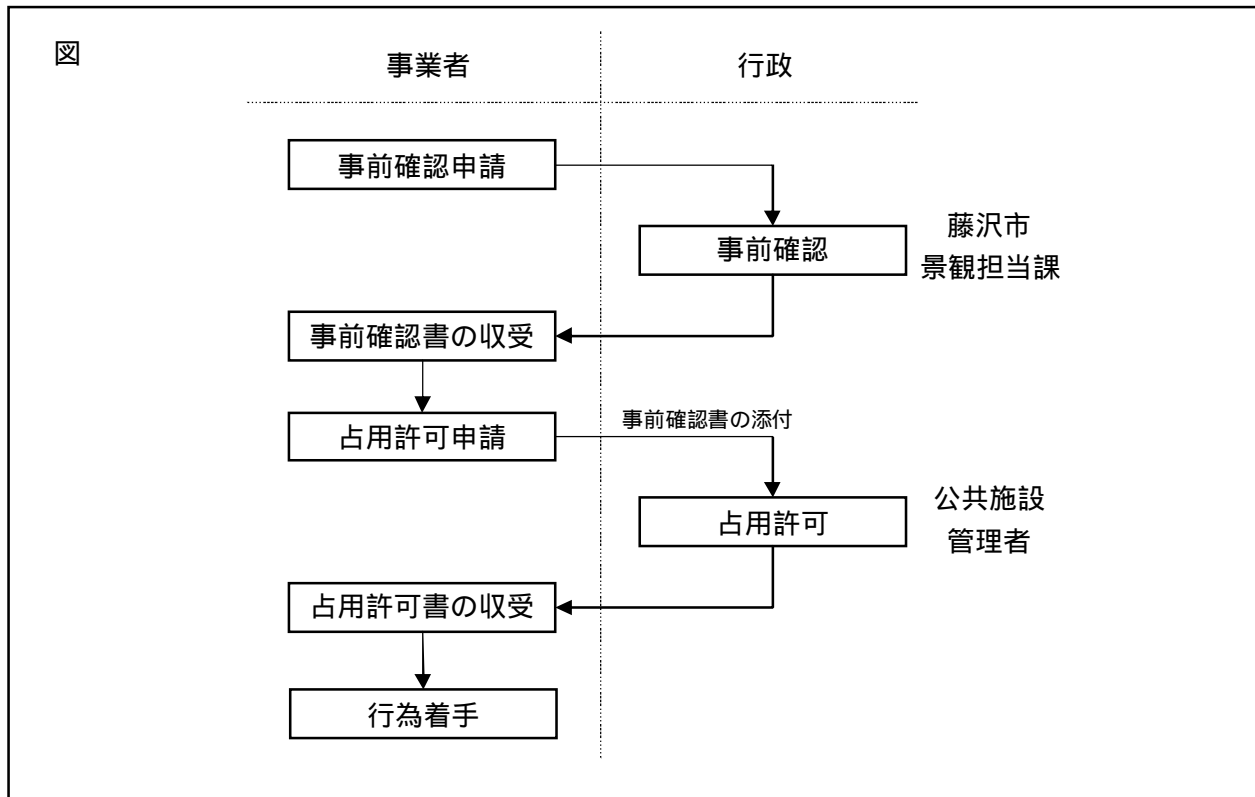 図
事業者
行政
事前確認申請
事前確認
藤沢市
景観担当課
事前確認書の収受
占用許可申請
事前確認書の添付
占用許可
公共施設
管理者
占用許可書の収受
行為着手